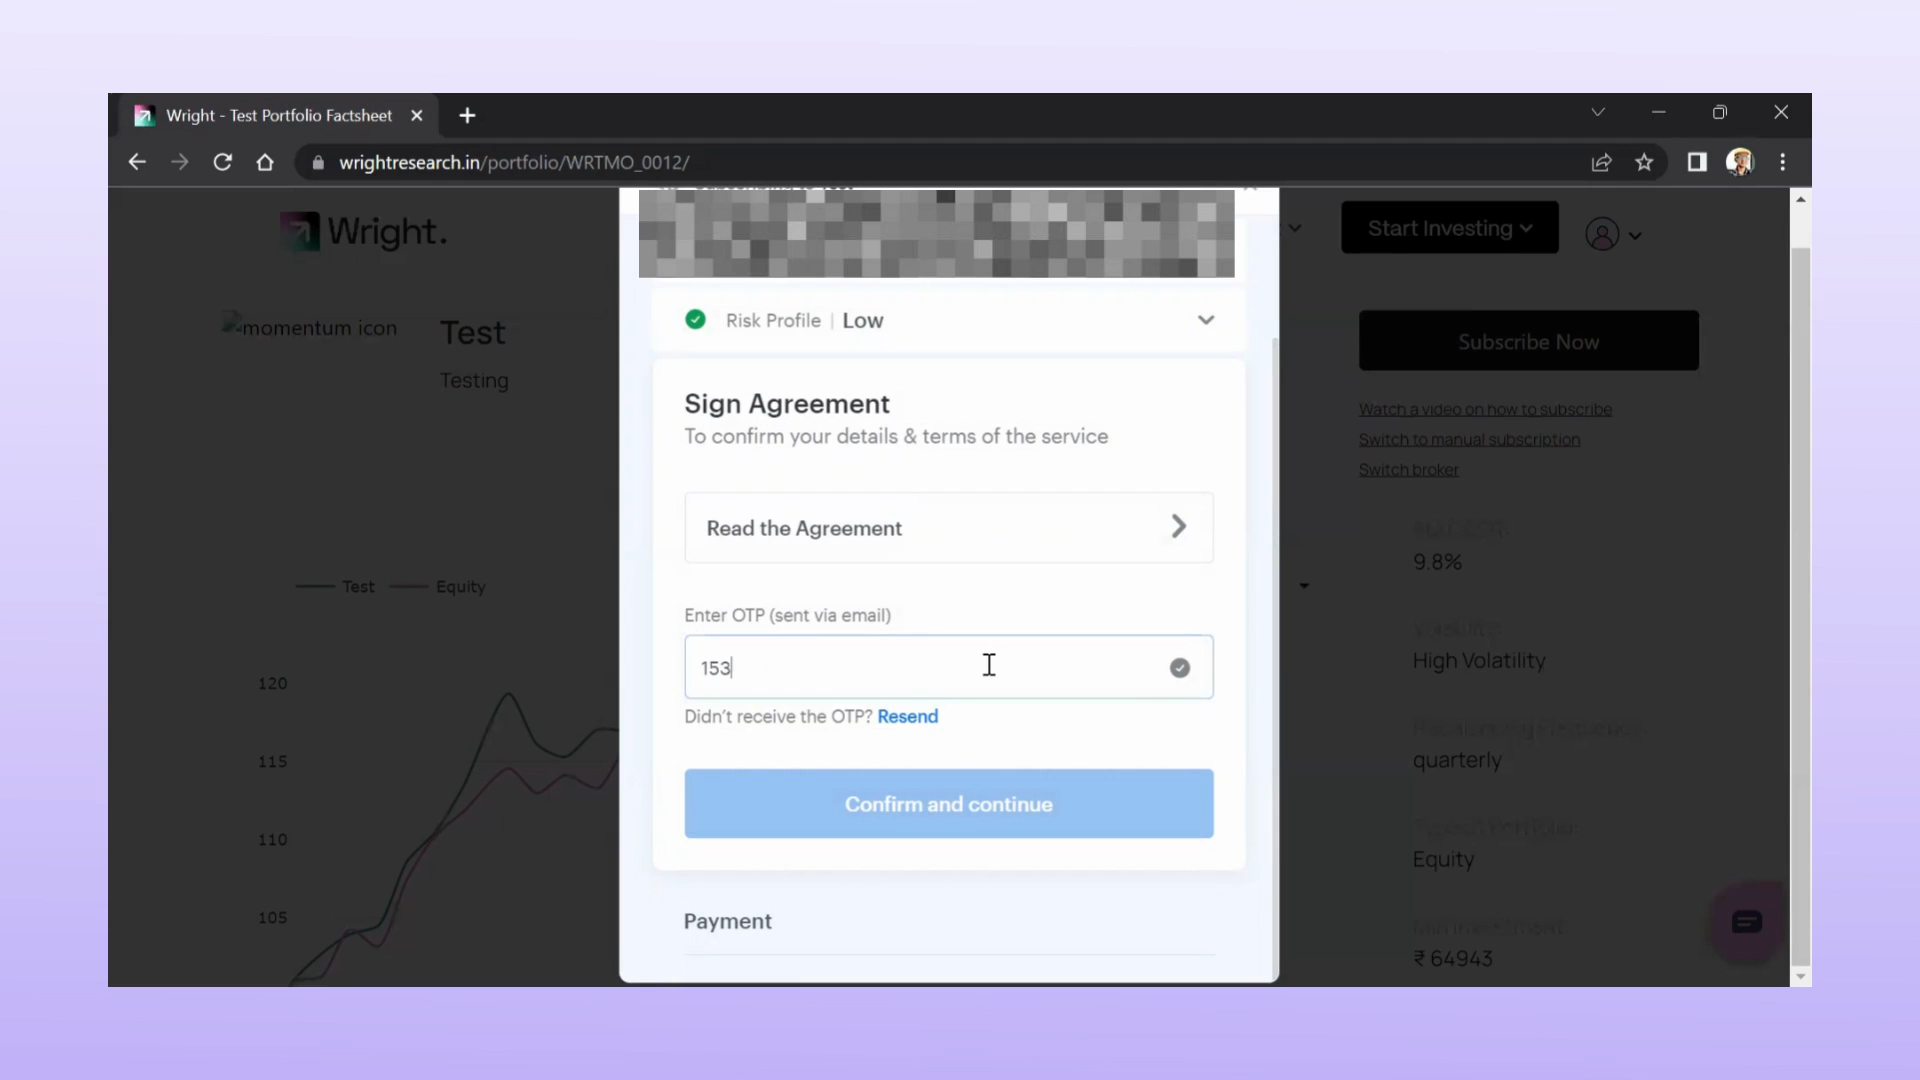 Wright - Test Portfolio Factsheet
wrightresearch.in/portfolio/WRTMO_0012/
Wright.
Start Investing
momentum icon
Test
Testing
Risk Profile | Low
Subscribe Now
Sign Agreement
To confirm your details & terms of the service
Watch a video on how to subscribe
Switch to manual subscription
Switch broker
Read the Agreement
9.8%
Test
Equity
Enter OTP (sent via email)
153
High Volatility
Didn't receive the OTP? Resend
120
115
110
105
quarterly
Confirm and continue
Equity
Payment
₹ 64943